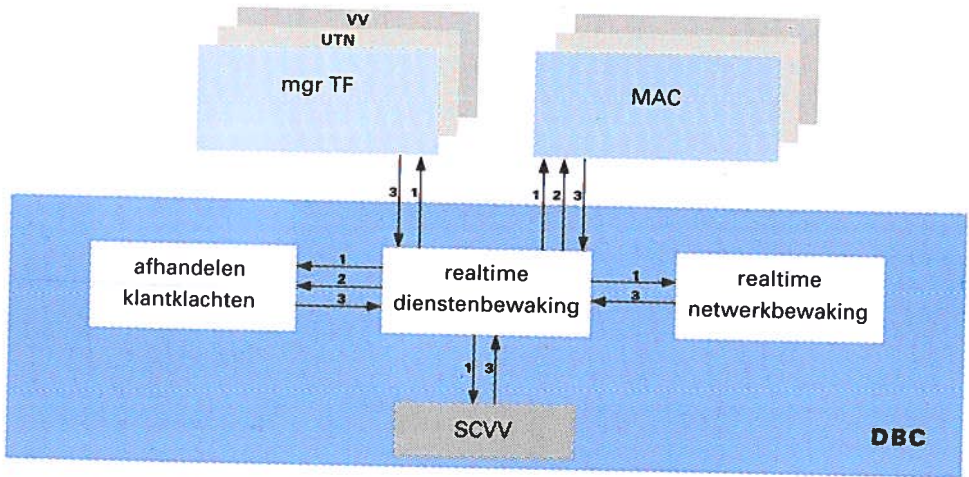 VV
UTN
mgr TF
MAC
3 1
1 2 3
afhandelen
klantklachten
1
2
3
realtime
dienstenbewaking
1
3
realtime
netwerkbewaking
1 3
SCVV
DBC